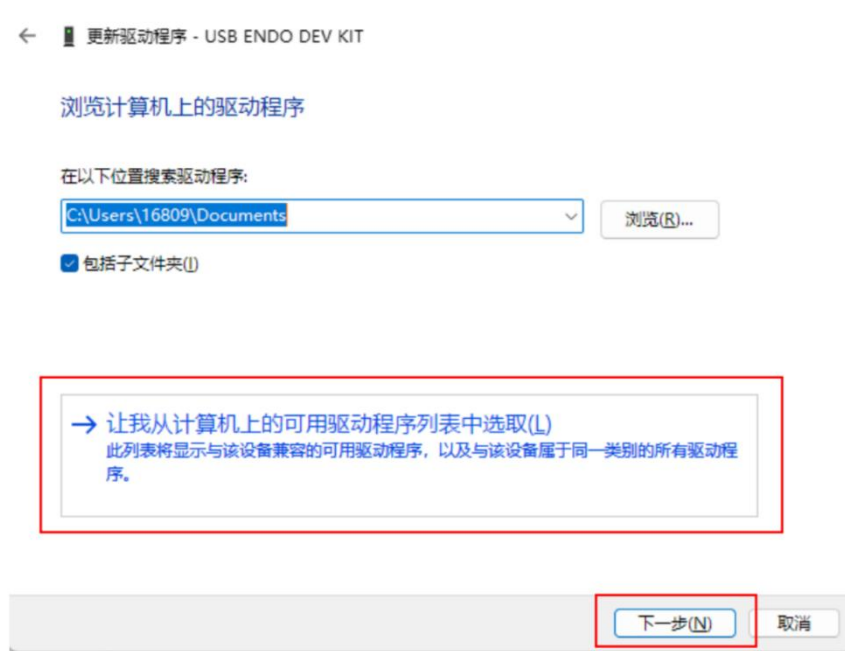 更新驱动程序 - USB ENDO DEV KIT
浏览计算机上的驱动程序
在以下位置搜索驱动程序:
C:\Users\16809\Documents
浏览(R)...
包括子文件夹(I)
让我从计算机上的可用驱动程序列表中选取(L)
此列表将显示与该设备兼容的可用驱动程序，以及与该设备属于同一类别的所有驱动程
序。
下一步(N) 取消